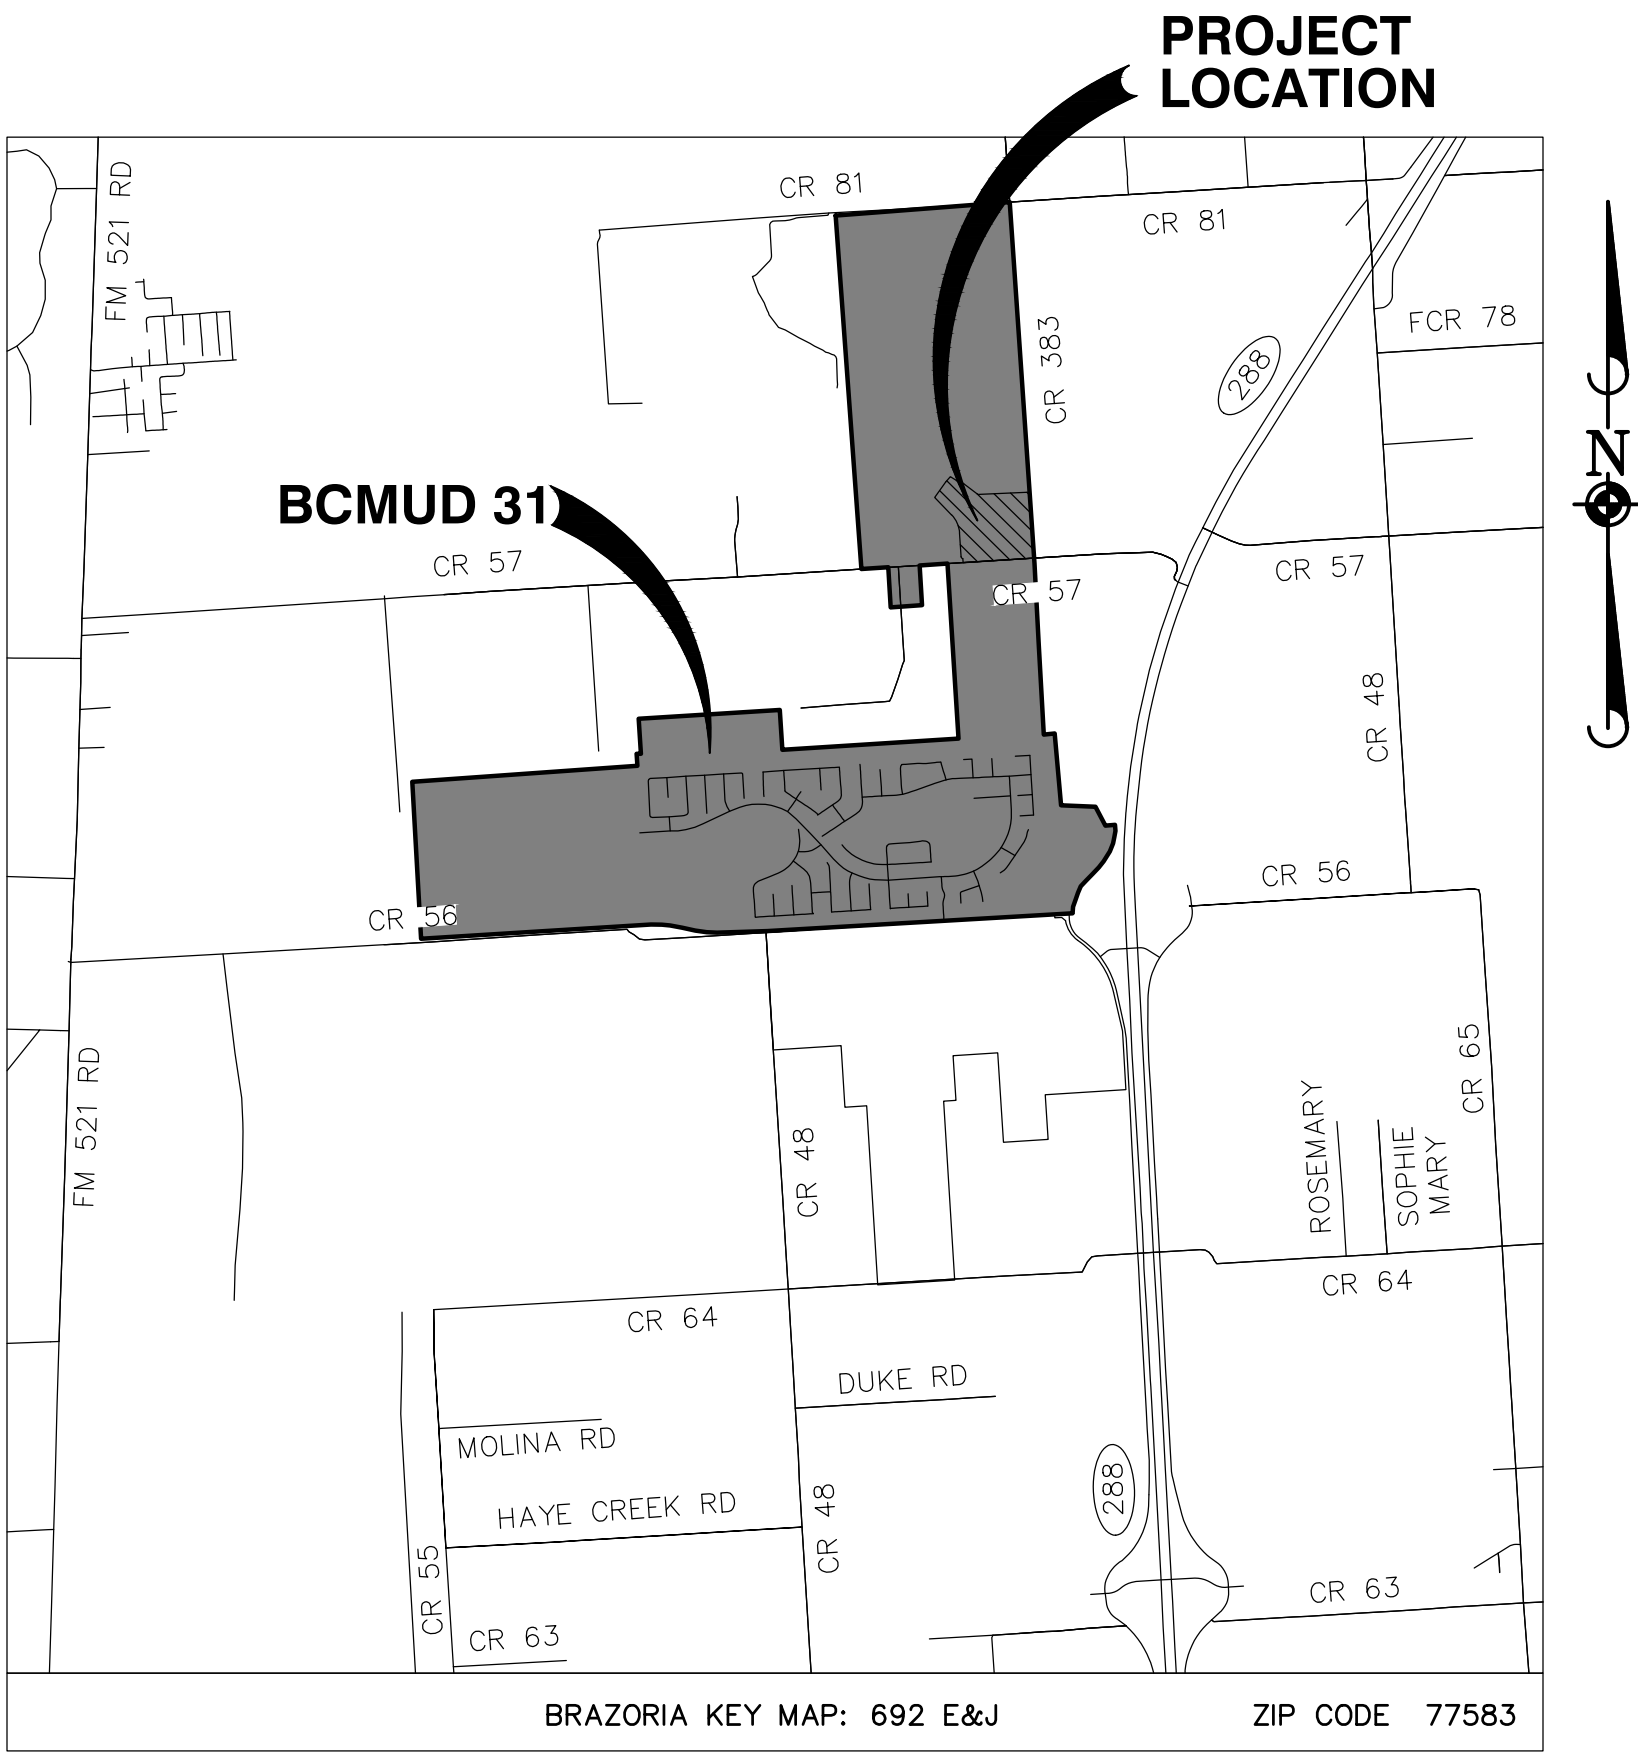 PROJECT
LOCATION
FM 521 RD
CR 81
CR 81
CR 383
FCR 78
288
N
BCMUD 31
CR 57
CR 57
CR 57
CR 48
CR 56
CR 56
FM 521 RD
CR 48
CR 65
ROSEMARY
SOPHIE
MARY
CR 64
CR 64
DUKE RD
MOLINA RD
HAYE CREEK RD
CR 48
288
CR 55
CR 63
CR 63
BRAZORIA KEY MAP: 692 E&J
ZIP CODE 77583